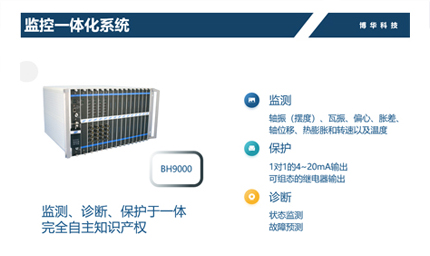 监控一体化系统
博华科技
监测
轴振（摆度）、瓦振、偏心、胀差、
轴位移、热膨胀和转速以及温度
BH9000
保护
1对1的4~20mA输出
可组态的继电器输出
监测、诊断、保护于一体
完全自主知识产权
诊断
状态监测
故障预测